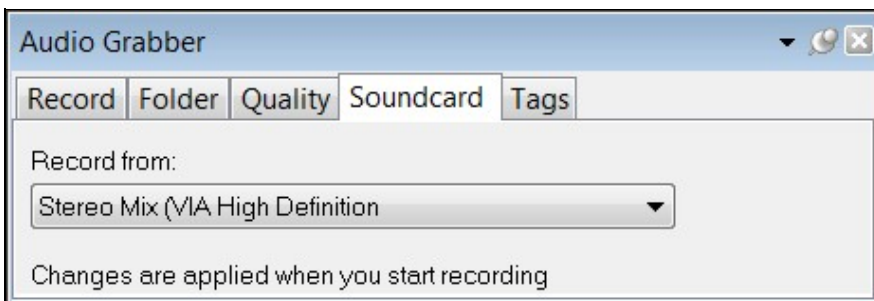 Audio Grabber
Record Folder Quality Soundcard Tags
Record from:
Stereo Mix (VIA High Definition
Changes are applied when you start recording